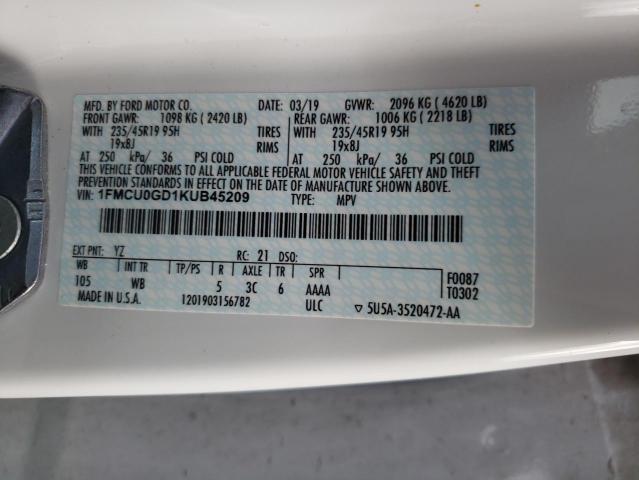 MFD. BY FORD MOTOR CO. DATE: 03/19 GVWR: 2096 KG ( 4620 LB)
FRONT GAWR: 1098 KG ( 2420 LB) REAR GAWR: 1006 KG ( 2218 LB)
WITH 235/45R19 95H TIRES WITH 235/45R19 95H TIRES
19x8J RIMS 19x8J RIMS
AT 250 kPa/ 36 PSI COLD AT 250 kPa/ 36 PSI COLD
THIS VEHICLE CONFORMS TO ALL APPLICABLE FEDERAL MOTOR VEHICLE SAFETY AND THEFT
PREVENTION STANDARDS IN EFFECT ON THE DATE OF MANUFACTURE SHOWN ABOVE.
VIN: 1FMCU0GD1KUB45209 TYPE: MPV
EXT PNT: YZ RC: 21 DSO:
WB INT TR TP/PS R AXLE TR SPR F0087
105 WB 5 3C 6 AAAA T0302
MADE IN U.S.A. 1201903156782 ULC ▽ 5U5A-3520472-AA